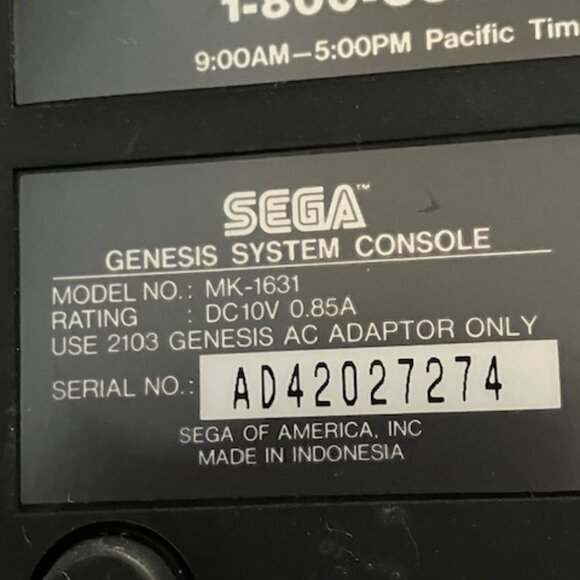 9:00AM—5:00PM Pacific Tim
SEGA™
GENESIS SYSTEM CONSOLE
MODEL NO.: MK-1631
RATING : DC10V 0.85A
USE 2103 GENESIS AC ADAPTOR ONLY
SERIAL NO.: AD42027274
SEGA OF AMERICA, INC
MADE IN INDONESIA